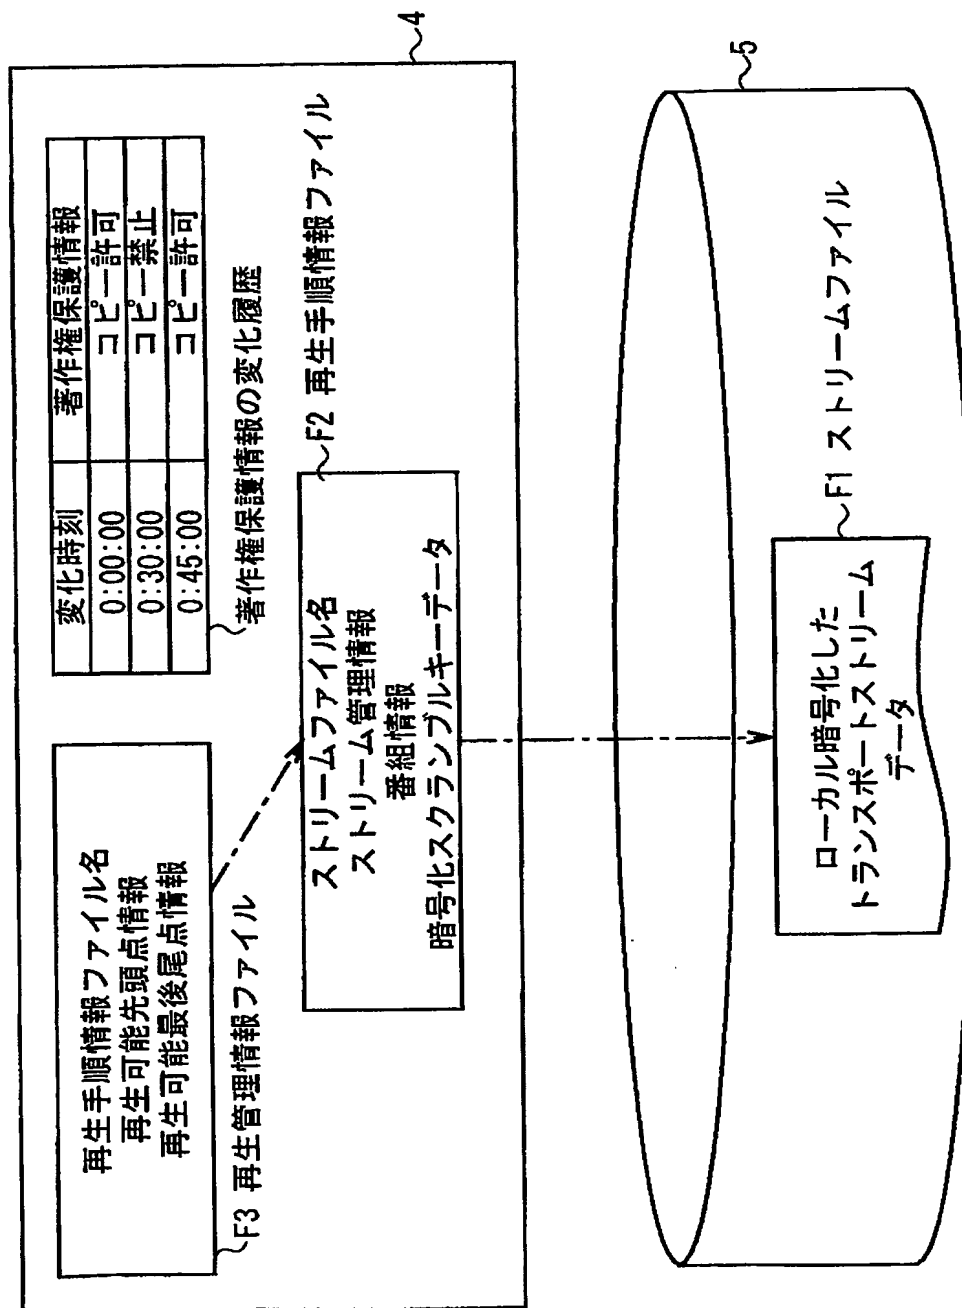 4
再生手順情報ファイル名
再生可能先頭点情報
再生可能最後尾点情報
F3 再生管理情報ファイル
変化時刻 著作権保護情報
0:00:00 コピー許可
0:30:00 コピー禁止
0:45:00 コピー許可
著作権保護情報の変化履歴
F2 再生手順情報ファイル
ストリームファイル名
ストリーム管理情報
番組情報
暗号化スクランブルキーデータ
5
F1 ストリームファイル
ローカル暗号化した
トランスポートストリーム
データ